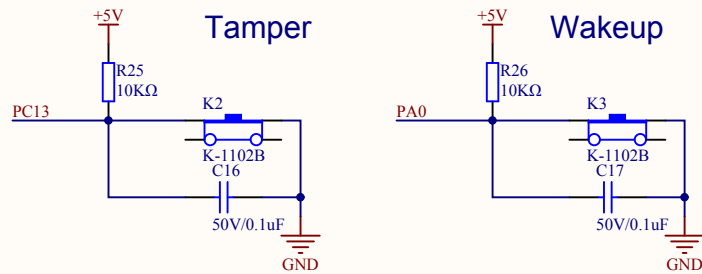 +5V
Tamper
R25
10KΩ
PC13
K2
K-1102B
C16
50V/0.1uF
GND
+5V
Wakeup
R26
10KΩ
PA0
K3
K-1102B
C17
50V/0.1uF
GND